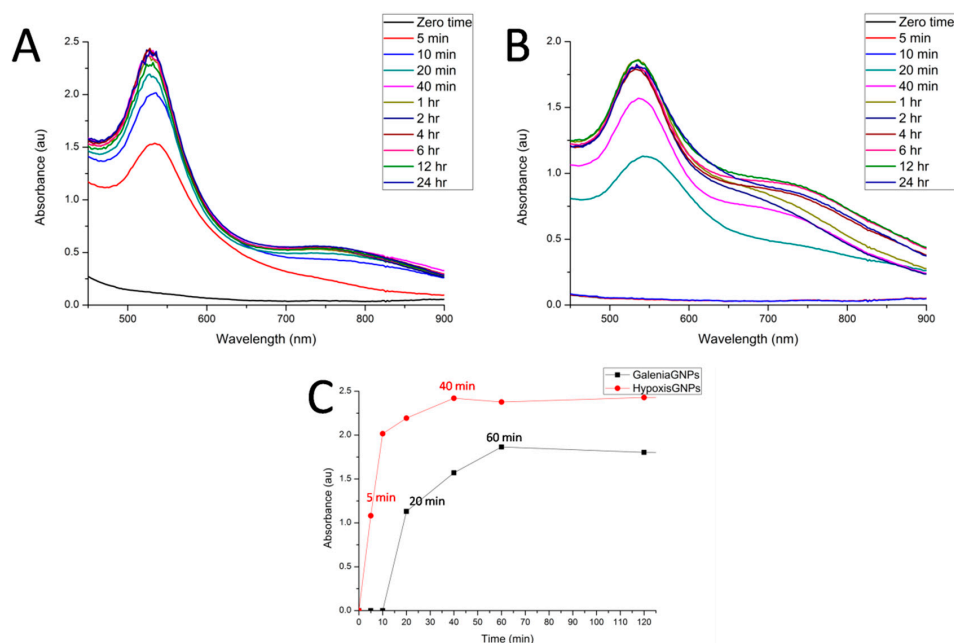 A
Zero time
5 min
10 min
20 min
40 min
1 hr
2 hr
4 hr
6 hr
12 hr
24 hr
2.5
2.0
1.5
1.0
0.5
0.0
Absorbance (au)
500 600 700 800 900
Wavelength (nm)
B
Zero time
5 min
10 min
20 min
40 min
1 hr
2 hr
4 hr
6 hr
12 hr
24 hr
2.0
1.5
1.0
0.5
0.0
Absorbance (au)
500 600 700 800 900
Wavelength (nm)
C
GaleniaGNPs
HypoxisGNPs
40 min
60 min
5 min
20 min
2.5
2.0
1.5
1.0
0.5
0.0
Absorbance (au)
0 10 20 30 40 50 60 70 80 90 100 110 120
Time (min)